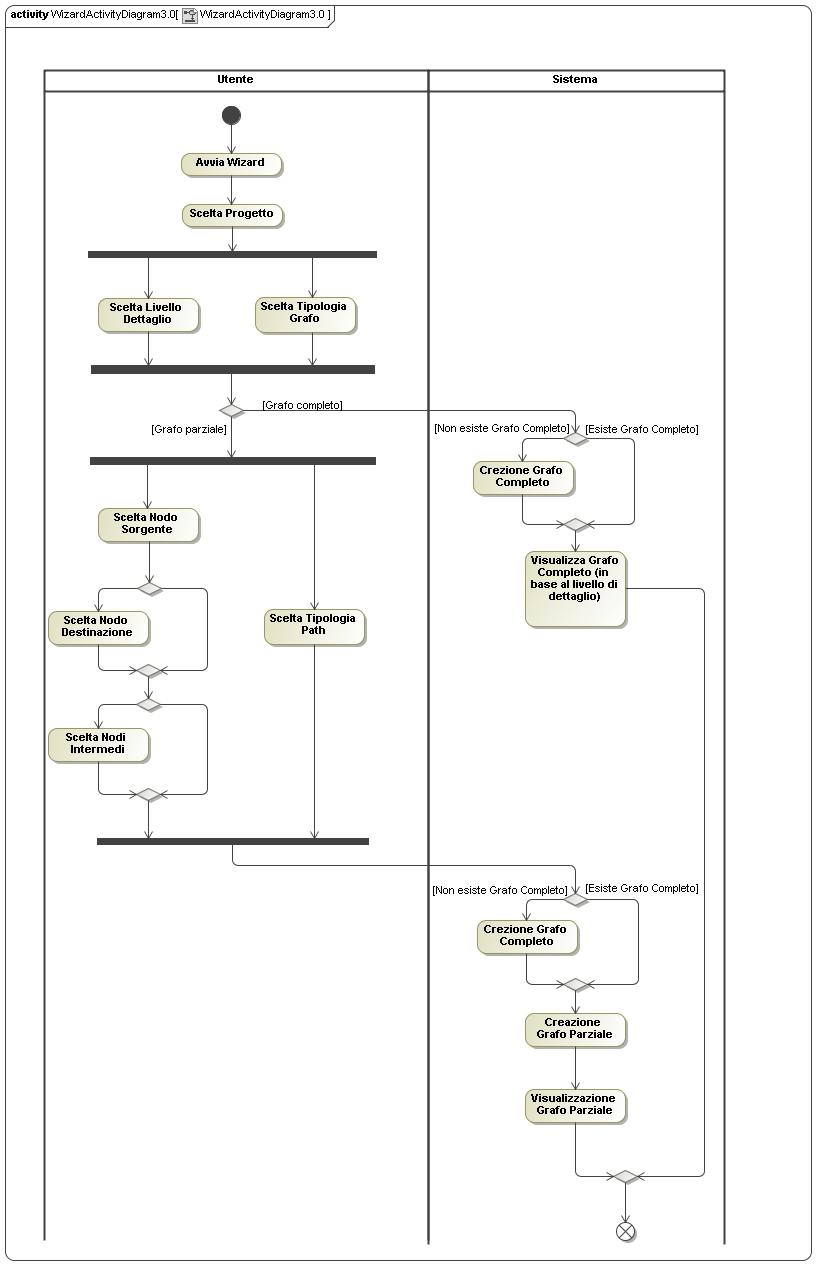 activity WizardActivityDiagram3.0[ WizardActivityDiagram3.0 ]
Utente
Sistema
Avvia Wizard
Scelta Progetto
Scelta Livello
Dettaglio
Scelta Tipologia
Grafo
[Grafo completo]
[Grafo parziale]
[Non esiste Grafo Completo]
[Esiste Grafo Completo]
Crezione Grafo
Completo
Visualizza Grafo
Completo (in
base al livello di
dettaglio)
Scelta Nodo
Sorgente
Scelta Nodo
Destinazione
Scelta Tipologia
Path
Scelta Nodi
Intermedi
[Non esiste Grafo Completo]
[Esiste Grafo Completo]
Crezione Grafo
Completo
Creazione
Grafo Parziale
Visualizzazione
Grafo Parziale